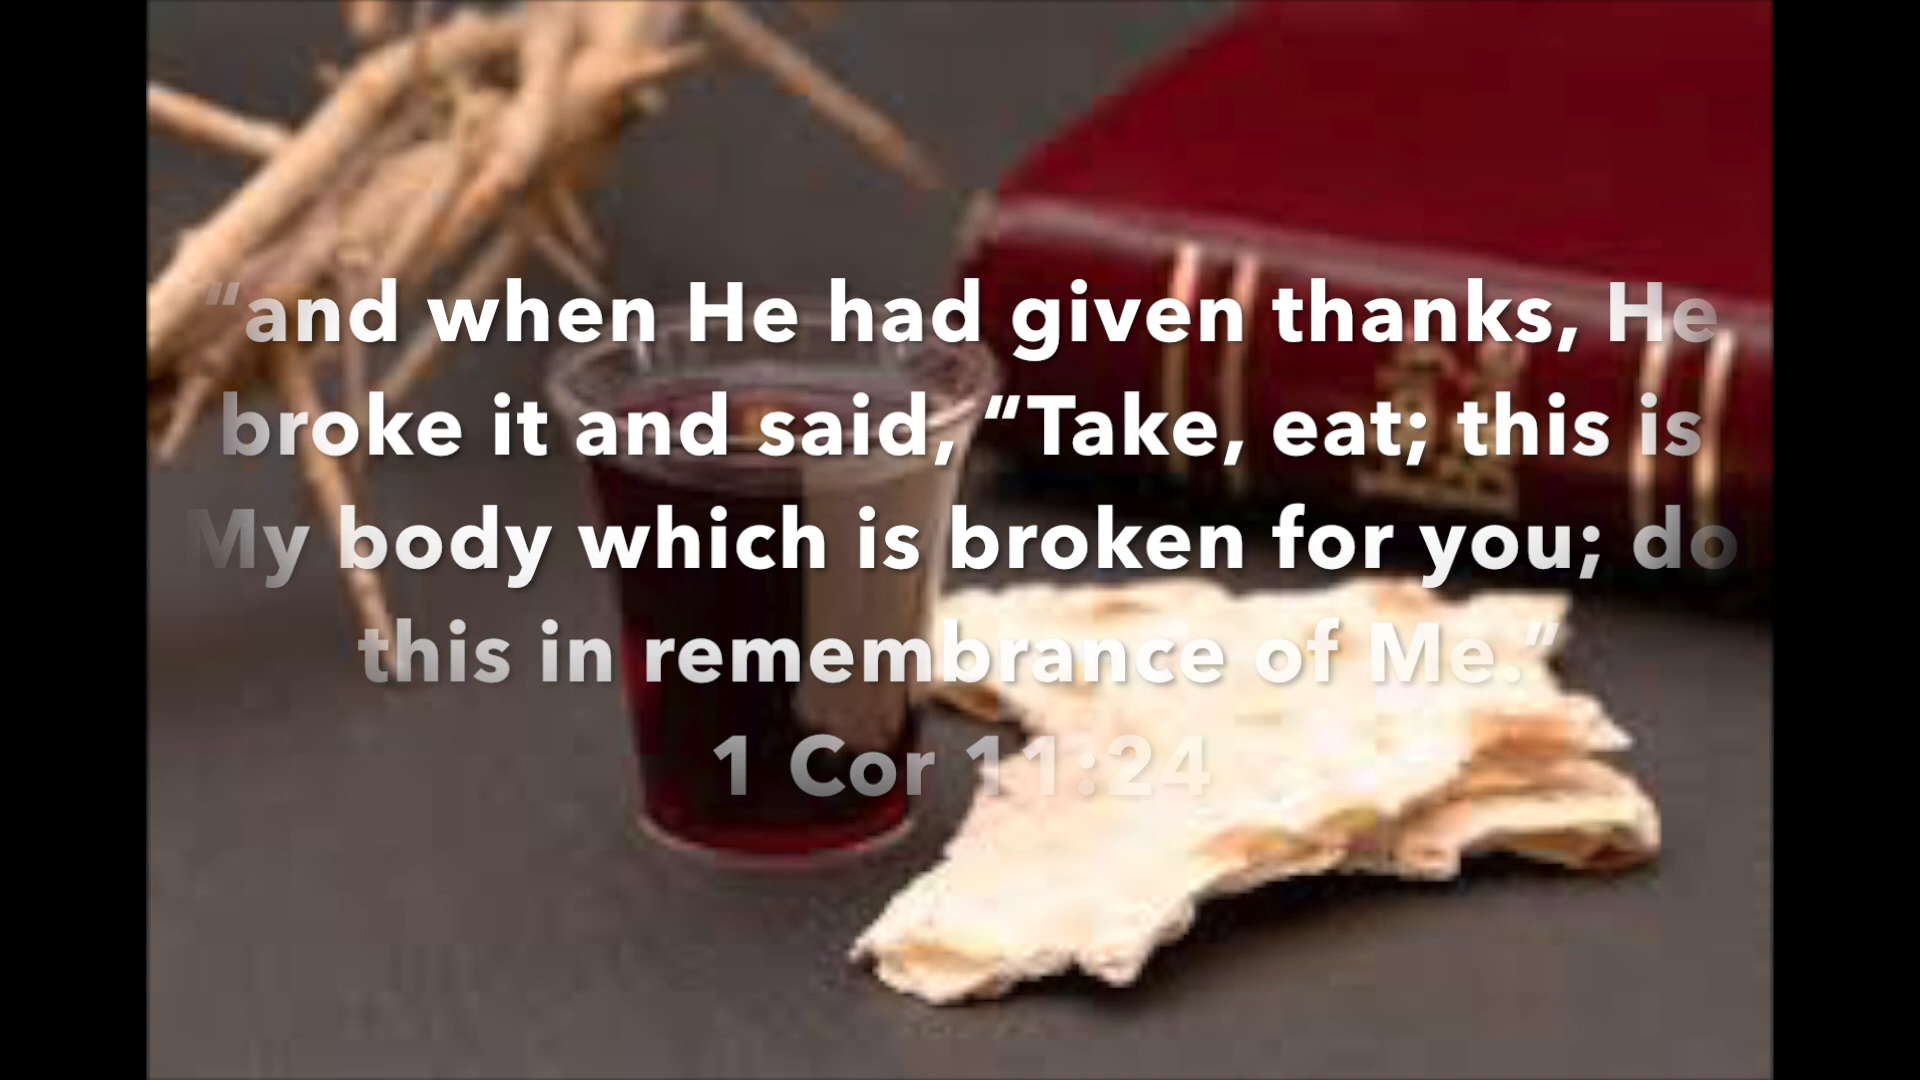 “and when He had given thanks, He
broke it and said, “Take, eat; this is
My body which is broken for you; do
this in remembrance of Me.”
1 Cor 11:24